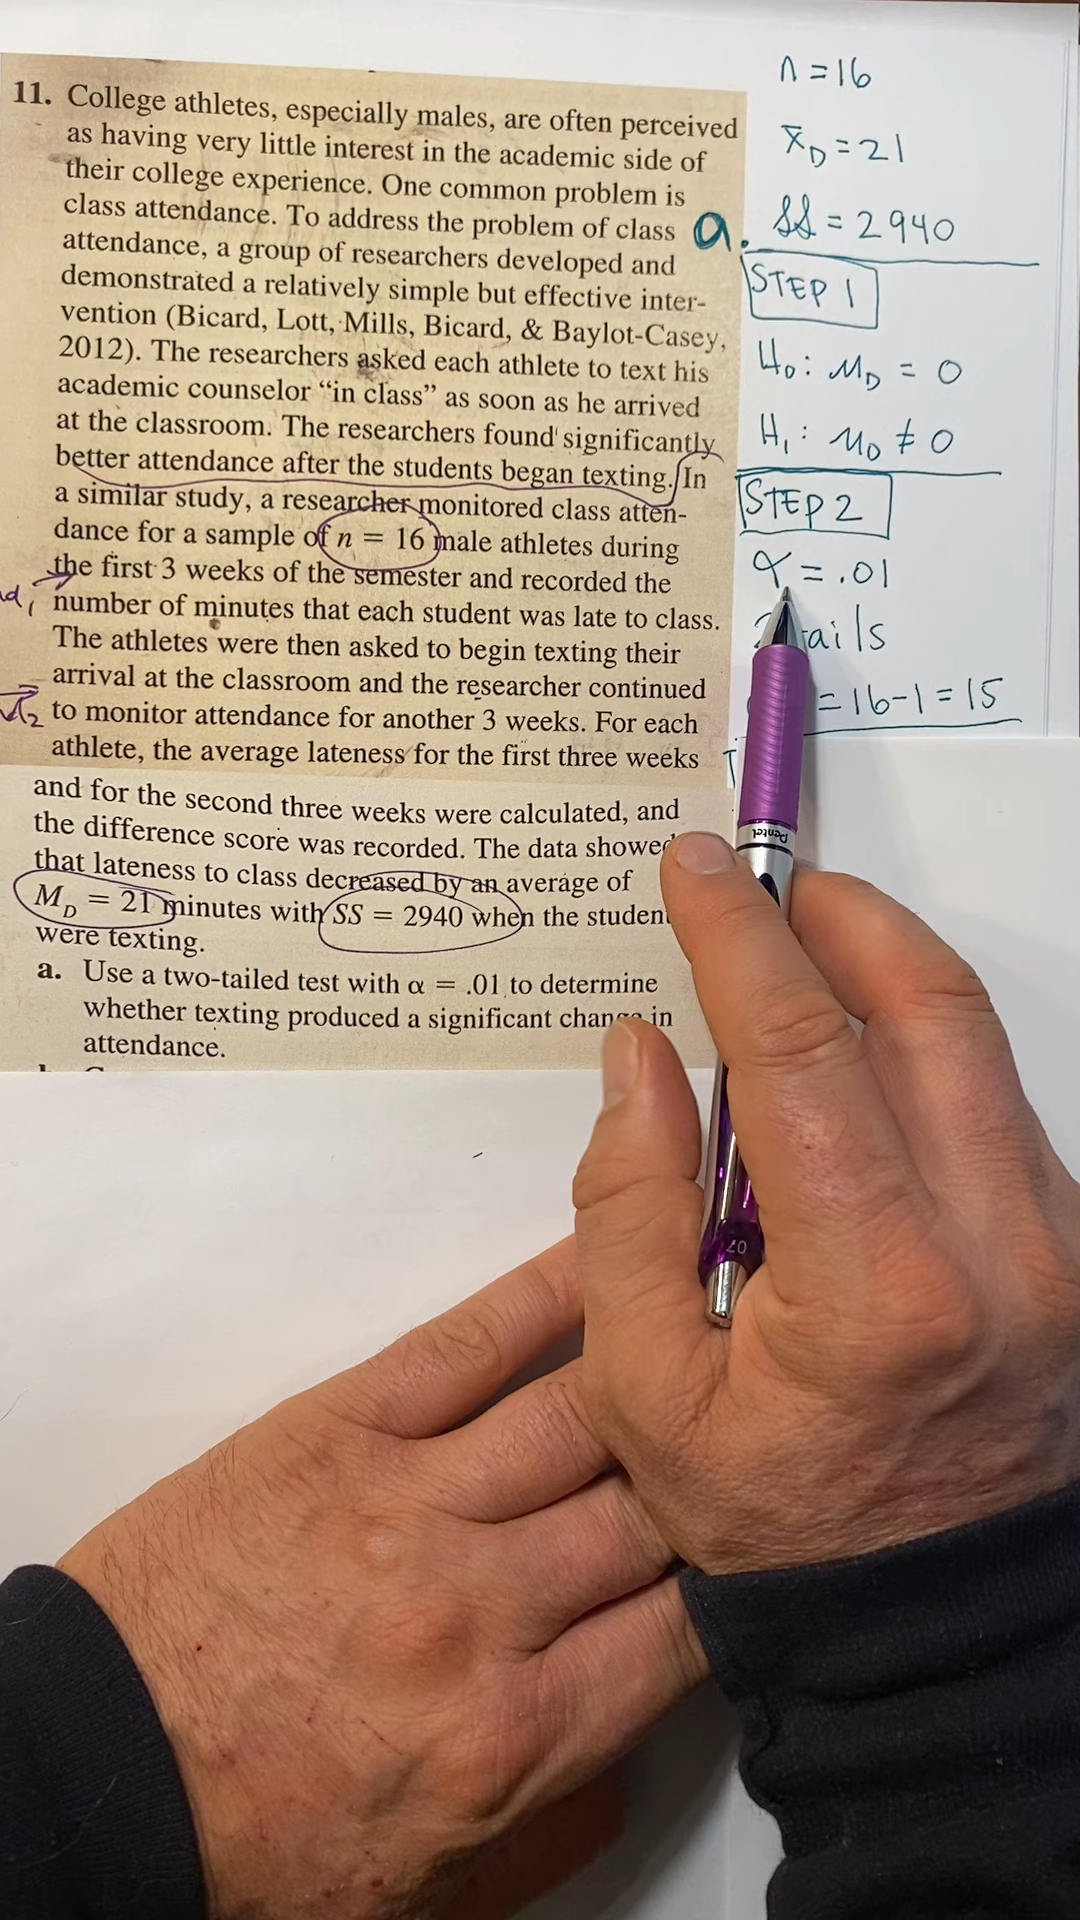 11. College athletes, especially males, are often perceived
as having very little interest in the academic side of
their college experience. One common problem is
class attendance. To address the problem of class
attendance, a group of researchers developed and
demonstrated a relatively simple but effective inter-
vention (Bicard, Lott, Mills, Bicard, & Baylot-Casey,
2012). The researchers asked each athlete to text his
academic counselor “in class” as soon as he arrived
at the classroom. The researchers found significantly
better attendance after the students began texting. In
a similar study, a researcher monitored class atten-
dance for a sample of n = 16 male athletes during
the first 3 weeks of the semester and recorded the
number of minutes that each student was late to class.
The athletes were then asked to begin texting their
arrival at the classroom and the researcher continued
to monitor attendance for another 3 weeks. For each
athlete, the average lateness for the first three weeks
and for the second three weeks were calculated, and
the difference score was recorded. The data showed
that lateness to class decreased by an average of
M_D = 21 minutes with SS = 2940 when the studen
were texting.
a. Use a two-tailed test with α = .01 to determine
whether texting produced a significant change in
attendance.
n = 16
x̄_D = 21
a. SS = 2940
STEP 1
H₀: μ_D = 0
H₁: μ_D ≠ 0
STEP 2
α = .01
ails
= 16-1 = 15
07
Pentel